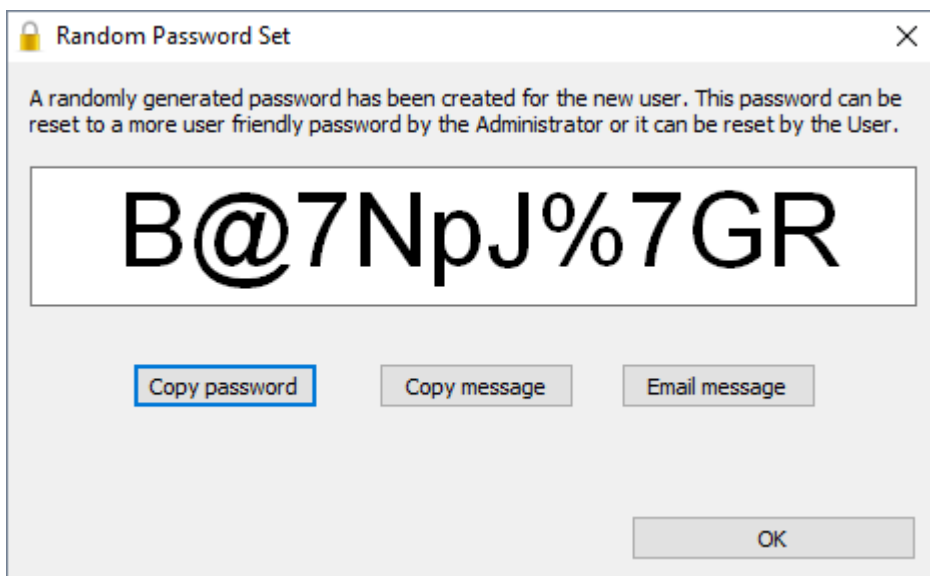 Random Password Set
A randomly generated password has been created for the new user. This password can be
reset to a more user friendly password by the Administrator or it can be reset by the User.
B@7NpJ%7GR
Copy password
Copy message
Email message
OK